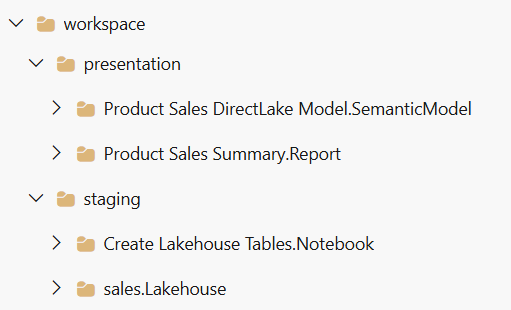 workspace
presentation
Product Sales DirectLake Model.SemanticModel
Product Sales Summary.Report
staging
Create Lakehouse Tables.Notebook
sales.Lakehouse